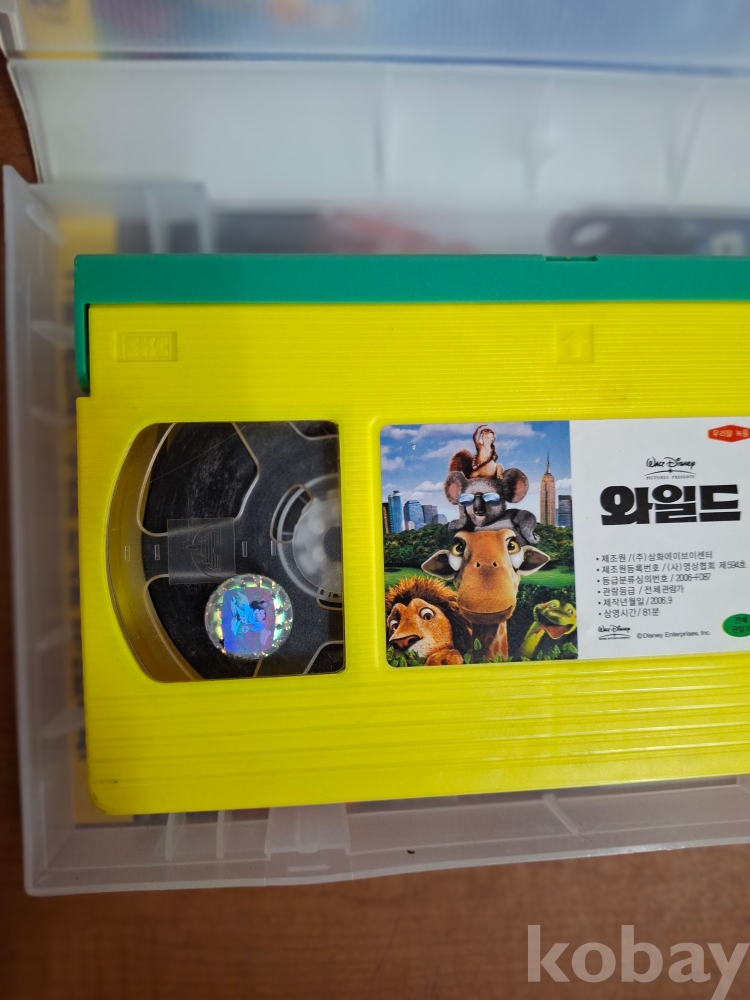 SKC
우리말 녹음
Walt Disney
PICTURES PRESENTS
와일드
• 제조원 / (주)삼화에이브이센터
• 제조원등록번호 / (사)영상협회 제594호
• 등급분류심의번호 / 2006-F087
• 관람등급 / 전체관람가
• 제작년월일 / 2006.9
• 상영시간 / 81분
Walt Disney
©Disney Enterprises, Inc.
kobay